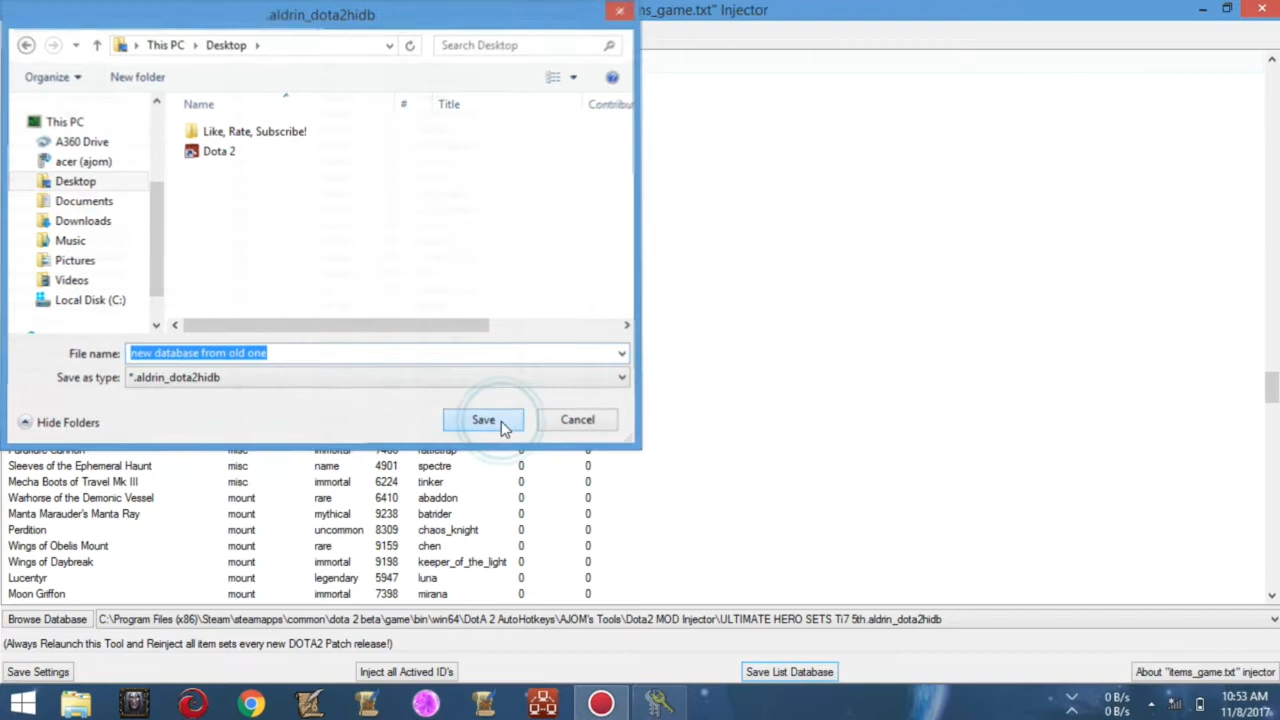 .aldrin_dota2hidb
ms_game.txt" Injector
This PC Desktop
Search Desktop
Organize
New folder
Name
#
Title
Contribu
This PC
Like, Rate, Subscribe!
A360 Drive
Dota 2
acer (ajom)
Desktop
Documents
Downloads
Music
Pictures
Videos
Local Disk (C:)
File name: new database from old one
Save as type: *.aldrin_dota2hidb
Hide Folders
Save
Cancel
Sleeves of the Ephemeral Haunt misc name 4901 spectre 0 0
Mecha Boots of Travel Mk III misc immortal 6224 tinker 0 0
Warhorse of the Demonic Vessel mount rare 6410 abaddon 0 0
Manta Marauder's Manta Ray mount mythical 9238 batrider 0 0
Perdition mount uncommon 8309 chaos_knight 0 0
Wings of Obelis Mount mount rare 9159 chen 0 0
Wings of Daybreak mount immortal 9198 keeper_of_the_light 0 0
Lucentyr mount legendary 5947 luna 0 0
Moon Griffon mount immortal 7398 mirana 0 0
Browse Database C:\Program Files (x86)\Steam\steamapps\common\dota 2 beta\game\bin\win64\DotA 2 AutoHotkeys\AJOM's Tools\Dota2 MOD Injector\ULTIMATE HERO SETS Ti7 5th.aldrin_dota2hidb
(Always Relaunch this Tool and Reinject all item sets every new DOTA2 Patch release!)
Save Settings
Inject all Actived ID's
Save List Database
About "items_game.txt" injector
0 B/s
0 B/s
10:53 AM
11/8/2017